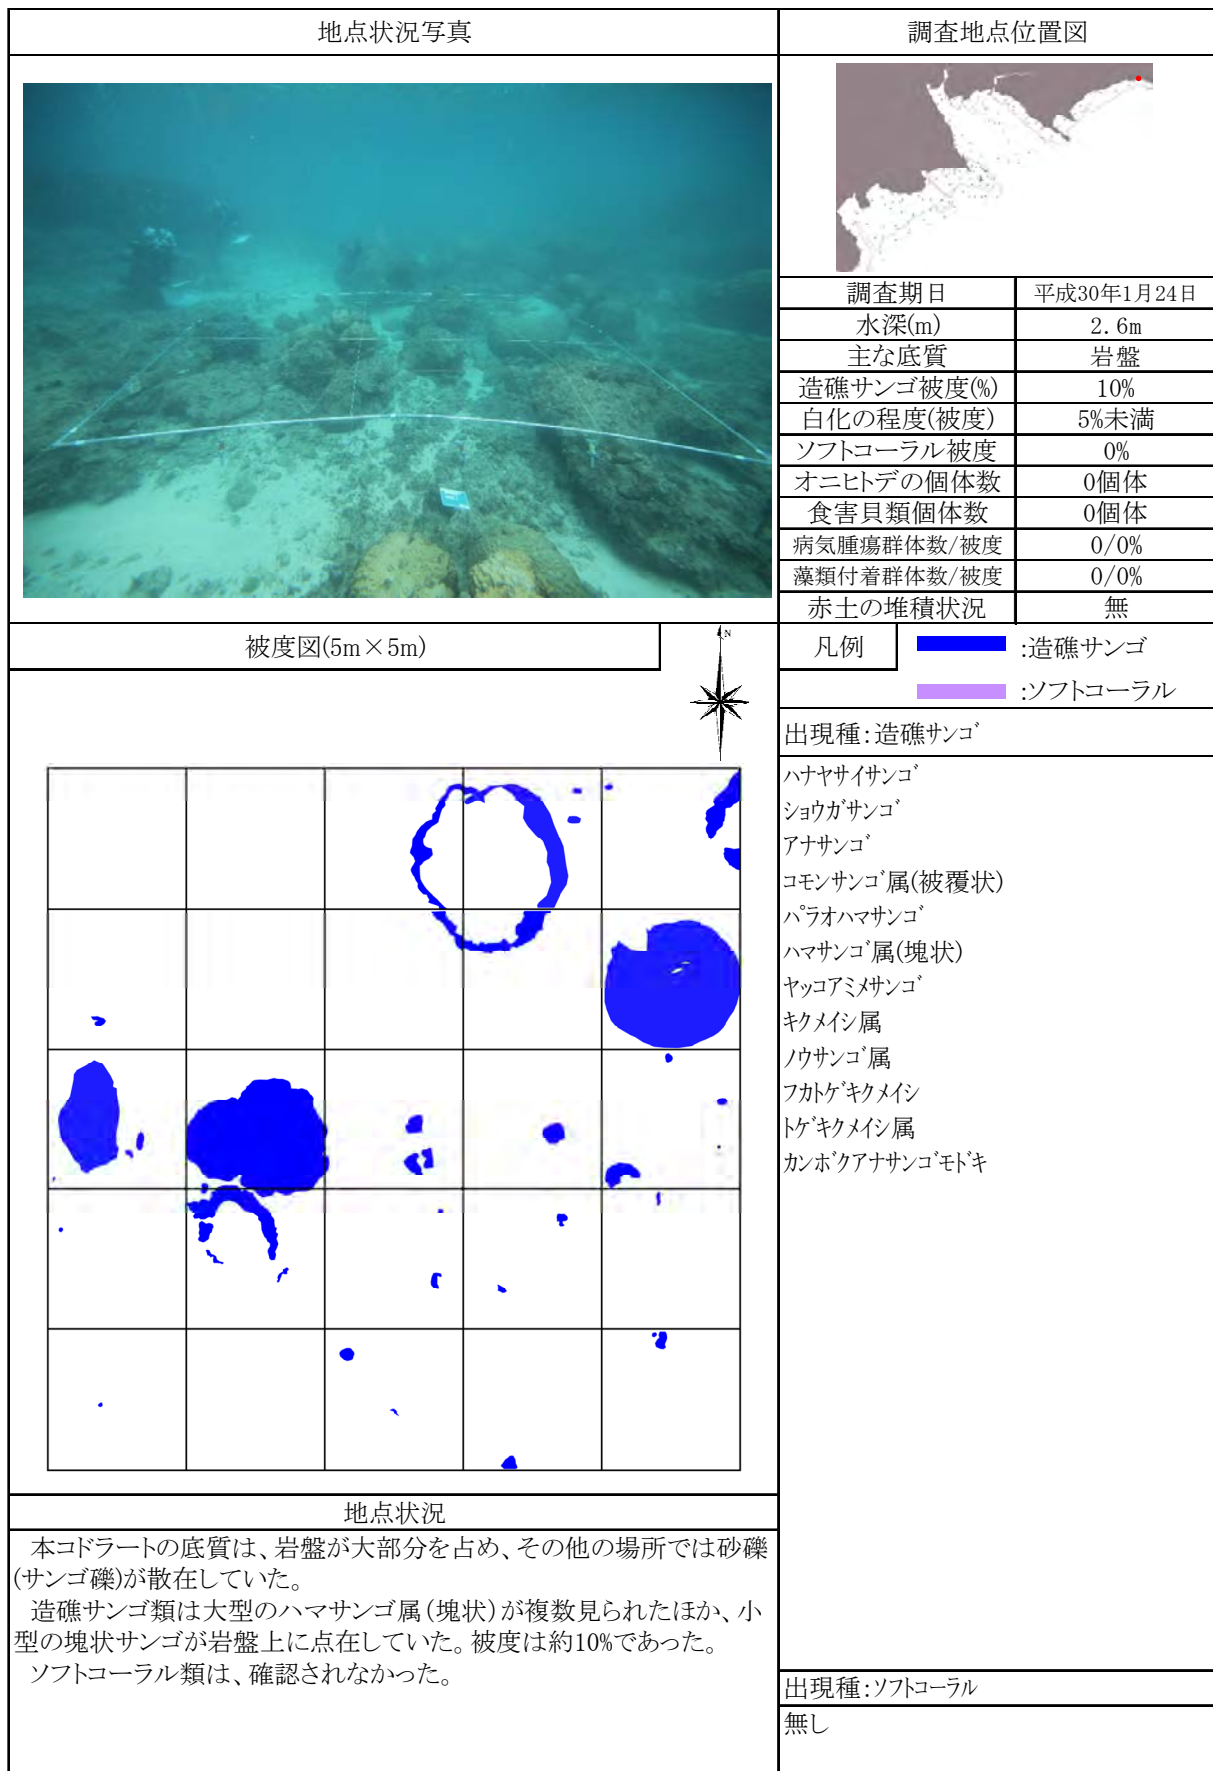 地点状況写真
調査地点位置図
調査期日 平成30年1月24日
水深(m) 2.6m
主な底質 岩盤
造礁サンゴ被度(%) 10%
白化の程度(被度) 5%未満
ソフトコーラル被度 0%
オニヒトデの個体数 0個体
食害貝類個体数 0個体
病気腫瘍群体数/被度 0/0%
藻類付着群体数/被度 0/0%
赤土の堆積状況 無
被度図(5m×5m)
N
凡例 :造礁サンゴ
:ソフトコーラル
出現種:造礁サンゴ
ハナヤサイサンゴ
ショウガサンゴ
アナサンゴ
コモンサンゴ属(被覆状)
パラオハマサンゴ
ハマサンゴ属(塊状)
ヤッコアミメサンゴ
キクメイシ属
ノウサンゴ属
フカトゲキクメイシ
トゲキクメイシ属
カンボクアナサンゴモドキ
地点状況
本コドラートの底質は、岩盤が大部分を占め、その他の場所では砂礫
(サンゴ礫)が散在していた。
造礁サンゴ類は大型のハマサンゴ属(塊状)が複数見られたほか、小
型の塊状サンゴが岩盤上に点在していた。被度は約10%であった。
ソフトコーラル類は、確認されなかった。
出現種:ソフトコーラル
無し